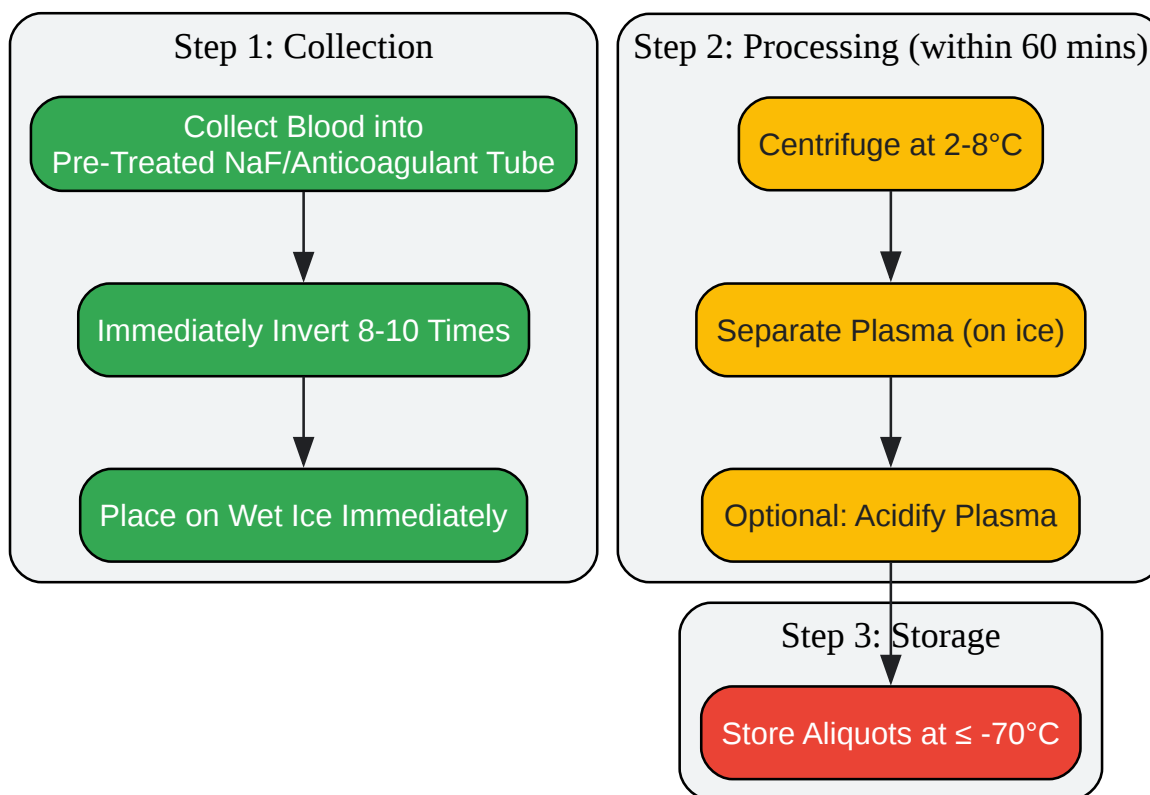 Step 1: Collection
Collect Blood into
Pre-Treated NaF/Anticoagulant Tube
Immediately Invert 8-10 Times
Place on Wet Ice Immediately
Step 2: Processing (within 60 mins)
Centrifuge at 2-8°C
Separate Plasma (on ice)
Optional: Acidify Plasma
Step 3: Storage
Store Aliquots at ≤ -70°C